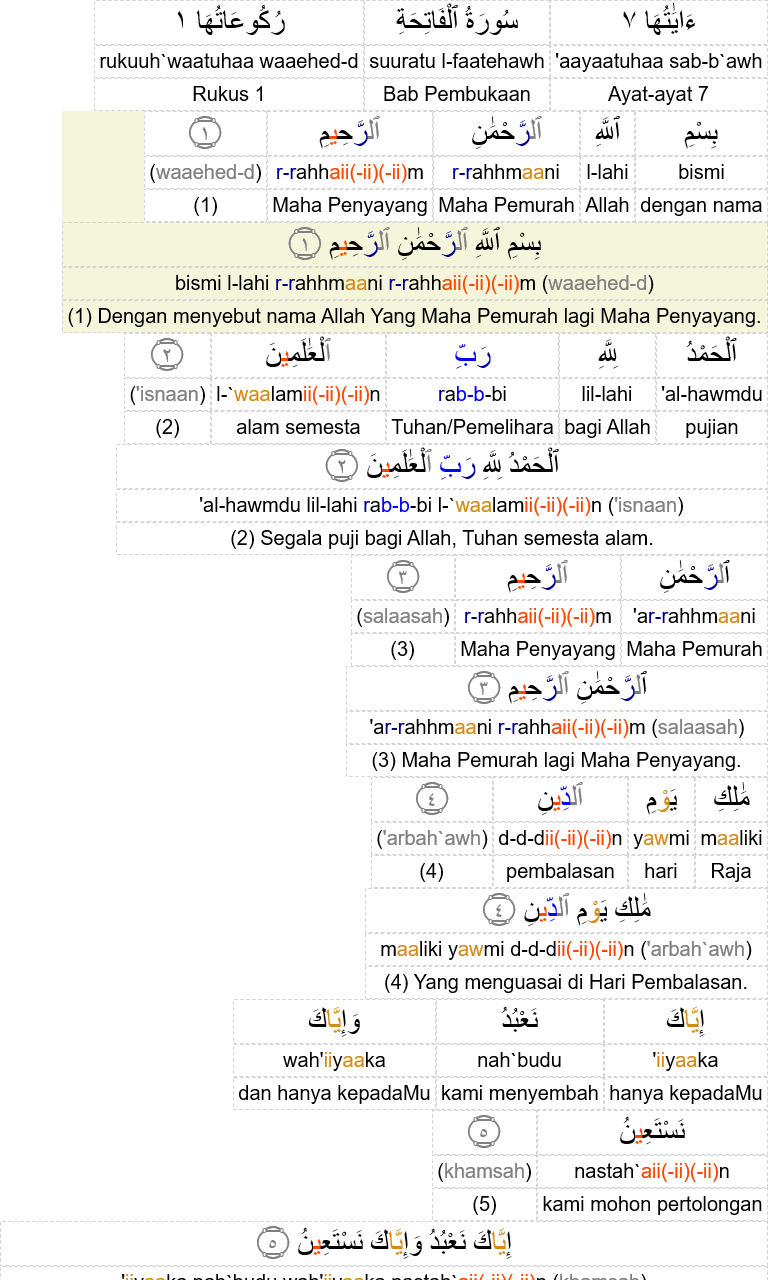 ءَايَٰتُهَا ٧ سُورَةُ ٱلْفَاتِحَةِ رُكُوعَاتُهَا ١
'aayaatuhaa sab-b`awh suuratu l-faatehawh rukuuh`waatuhaa waaehed-d
Ayat-ayat 7 Bab Pembukaan Rukus 1
بِسْمِ ٱللَّهِ ٱلرَّحْمَٰنِ ٱلرَّحِيمِ ١
bismi l-lahi r-rahhmaani r-rahhaii(-ii)(-ii)m (waaehed-d)
dengan nama Allah Maha Pemurah Maha Penyayang (1)
بِسْمِ ٱللَّهِ ٱلرَّحْمَٰنِ ٱلرَّحِيمِ ١
bismi l-lahi r-rahhmaani r-rahhaii(-ii)(-ii)m (waaehed-d)
(1) Dengan menyebut nama Allah Yang Maha Pemurah lagi Maha Penyayang.
ٱلْحَمْدُ لِلَّهِ رَبِّ ٱلْعَٰلَمِينَ ٢
'al-hawmdu lil-lahi rab-b-bi l-`waalamii(-ii)(-ii)n ('isnaan)
pujian bagi Allah Tuhan/Pemelihara alam semesta (2)
ٱلْحَمْدُ لِلَّهِ رَبِّ ٱلْعَٰلَمِينَ ٢
'al-hawmdu lil-lahi rab-b-bi l-`waalamii(-ii)(-ii)n ('isnaan)
(2) Segala puji bagi Allah, Tuhan semesta alam.
ٱلرَّحْمَٰنِ ٱلرَّحِيمِ ٣
'ar-rahhmaani r-rahhaii(-ii)(-ii)m (salaasah)
Maha Pemurah Maha Penyayang (3)
ٱلرَّحْمَٰنِ ٱلرَّحِيمِ ٣
'ar-rahhmaani r-rahhaii(-ii)(-ii)m (salaasah)
(3) Maha Pemurah lagi Maha Penyayang.
مَٰلِكِ يَوْمِ ٱلدِّينِ ٤
maaliki yawmi d-d-dii(-ii)(-ii)n ('arbah`awh)
Raja hari pembalasan (4)
مَٰلِكِ يَوْمِ ٱلدِّينِ ٤
maaliki yawmi d-d-dii(-ii)(-ii)n ('arbah`awh)
(4) Yang menguasai di Hari Pembalasan.
إِيَّاكَ نَعْبُدُ وَإِيَّاكَ
'iiyaaka nah`budu wah'iiyaaka
hanya kepadaMu kami menyembah dan hanya kepadaMu
نَسْتَعِينُ ٥
nastah`aii(-ii)(-ii)n (khamsah)
kami mohon pertolongan (5)
إِيَّاكَ نَعْبُدُ وَإِيَّاكَ نَسْتَعِينُ ٥
'iiyaaka nah`budu wah'iiyaaka nastah`aii(-ii)(-ii)n (khamsah)